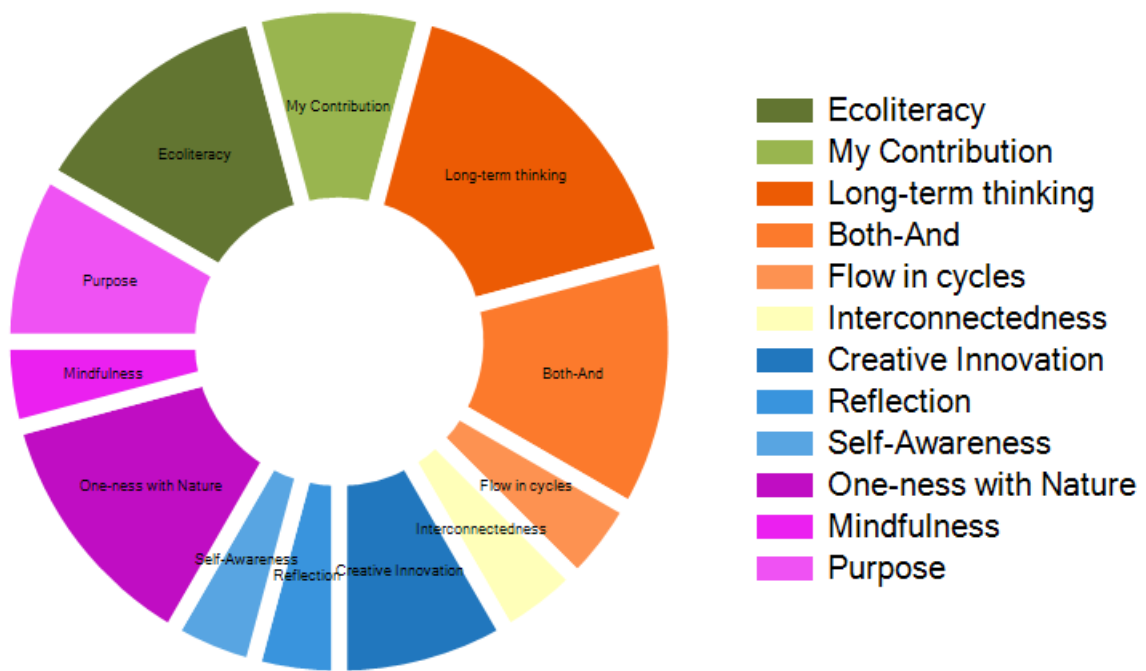 My Contribution
Ecoliteracy
Long-term thinking
Purpose
Mindfulness
Both-And
One-ness with Nature
Flow in cycles
Interconnectedness
Self-Awareness
Reflection
Creative Innovation
Ecoliteracy
My Contribution
Long-term thinking
Both-And
Flow in cycles
Interconnectedness
Creative Innovation
Reflection
Self-Awareness
One-ness with Nature
Mindfulness
Purpose